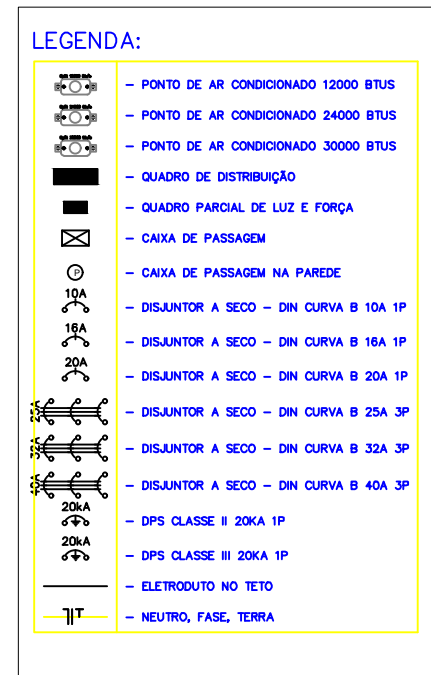 LEGENDA:
– PONTO DE AR CONDICIONADO 12000 BTUS
– PONTO DE AR CONDICIONADO 24000 BTUS
– PONTO DE AR CONDICIONADO 30000 BTUS
– QUADRO DE DISTRIBUIÇÃO
– QUADRO PARCIAL DE LUZ E FORÇA
– CAIXA DE PASSAGEM
P – CAIXA DE PASSAGEM NA PAREDE
10A – DISJUNTOR A SECO – DIN CURVA B 10A 1P
16A – DISJUNTOR A SECO – DIN CURVA B 16A 1P
20A – DISJUNTOR A SECO – DIN CURVA B 20A 1P
25A – DISJUNTOR A SECO – DIN CURVA B 25A 3P
32A – DISJUNTOR A SECO – DIN CURVA B 32A 3P
40A – DISJUNTOR A SECO – DIN CURVA B 40A 3P
20kA – DPS CLASSE II 20KA 1P
20kA – DPS CLASSE III 20KA 1P
– ELETRODUTO NO TETO
– NEUTRO, FASE, TERRA